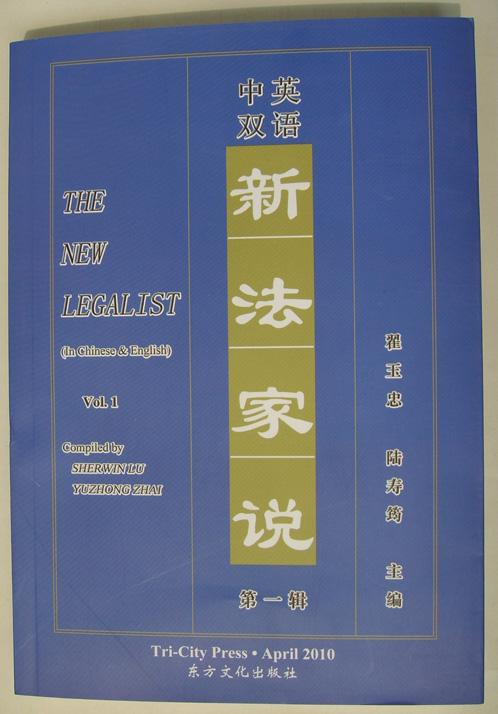 中英
双语
新法家说
第一辑
THE
NEW
LEGALIST
(In Chinese & English)
Vol. 1
Compiled by
SHERWIN LU
YUZHONG ZHAI
翟玉忠 陆寿筠 主编
Tri-City Press • April 2010
东方文化出版社